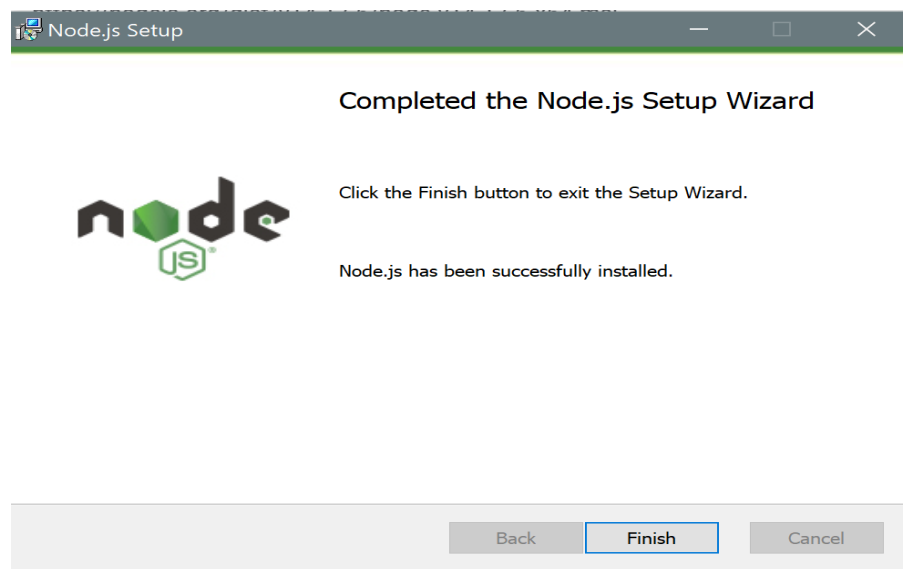 Node.js Setup
Completed the Node.js Setup Wizard
Click the Finish button to exit the Setup Wizard.
node
JS®
Node.js has been successfully installed.
Back
Finish
Cancel